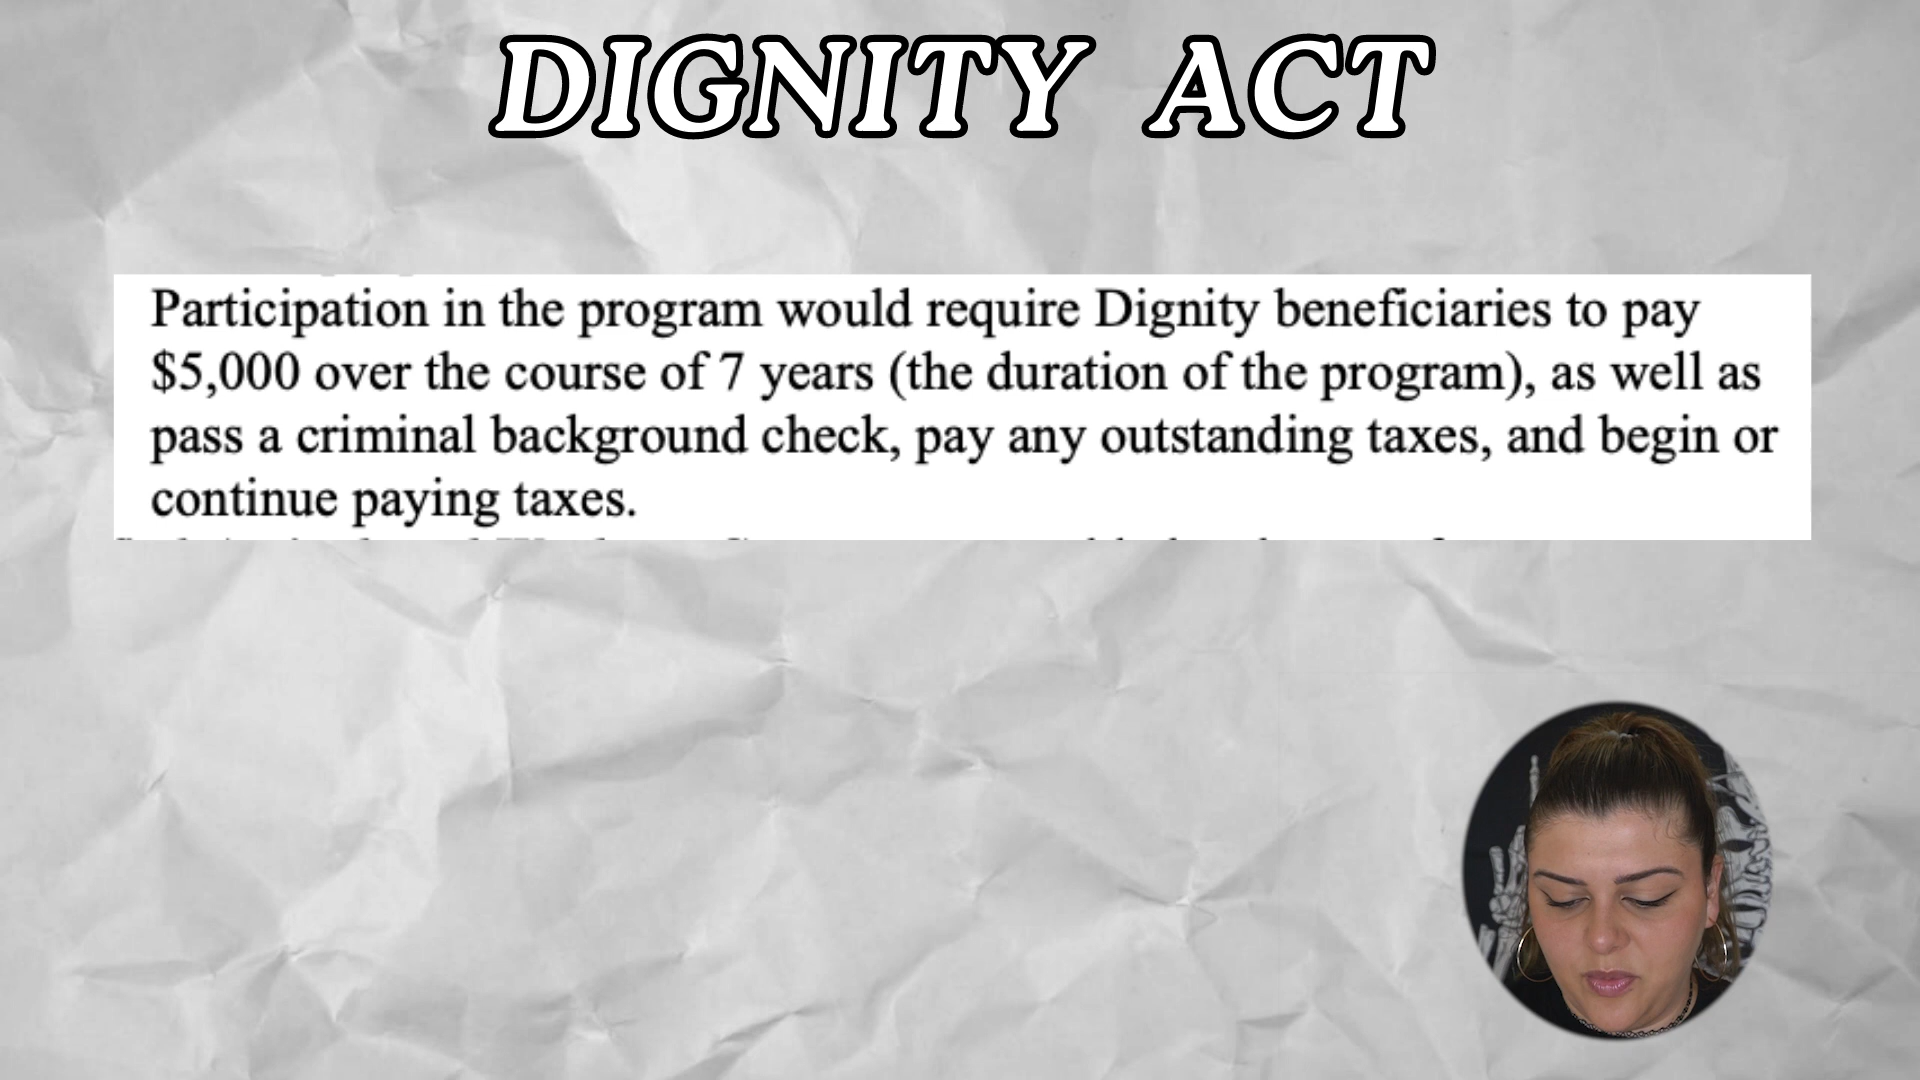 DIGNITY ACT
Participation in the program would require Dignity beneficiaries to pay
$5,000 over the course of 7 years (the duration of the program), as well as
pass a criminal background check, pay any outstanding taxes, and begin or
continue paying taxes.